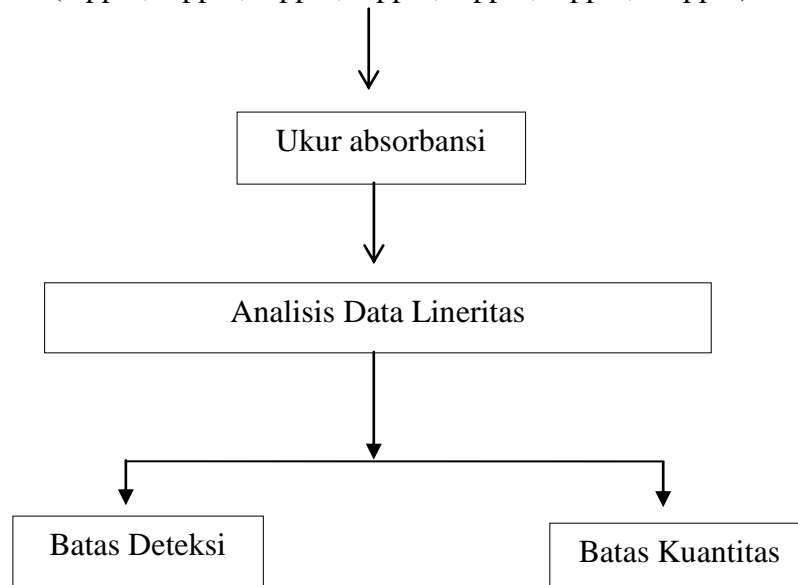 Ukur absorbansi
Analisis Data Lineritas
Batas Deteksi
Batas Kuantitas